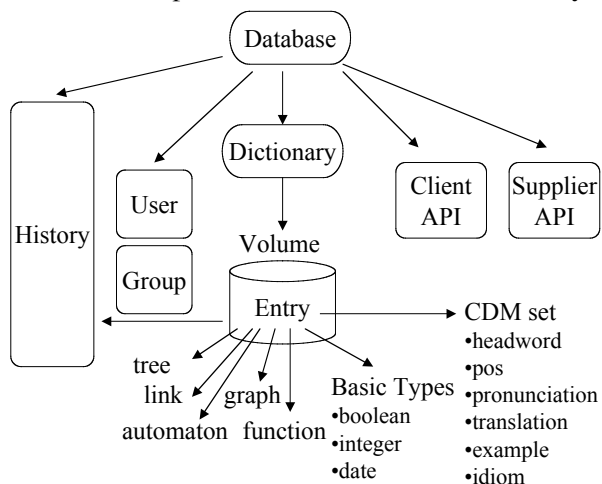 Database
Dictionary
Client
API
Supplier
API
User
History
Volume
Group
Entry
CDM set
•headword
•pos
•pronunciation
•translation
•example
•idiom
tree
link
graph
automaton
function
Basic Types
•boolean
•integer
•date